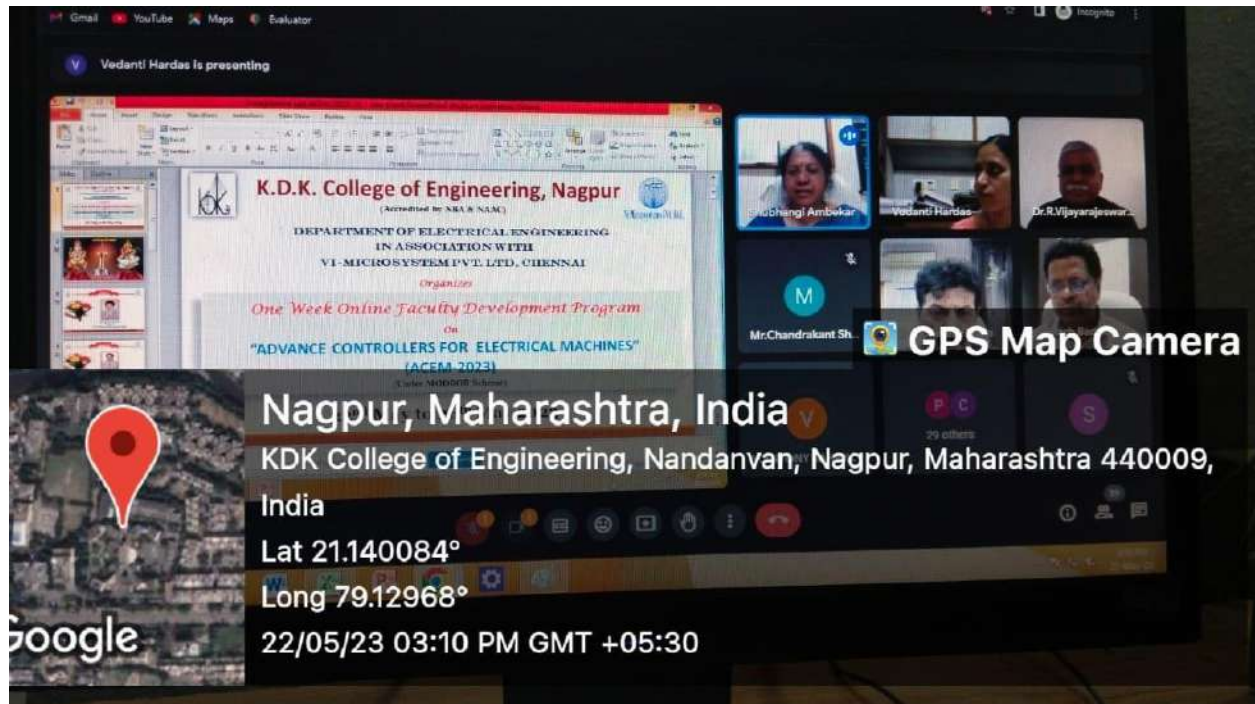 Gmail YouTube Maps Evaluator
Incognito
V Vedanti Hardas is presenting
K.D.K. College of Engineering, Nagpur
(Accredited by NBA & NAAC)
DEPARTMENT OF ELECTRICAL ENGINEERING
IN ASSOCIATION WITH
VI-MICROSYSTEM PVT. LTD, CHENNAI
Organizes
One Week Online Faculty Development Program
On
"ADVANCE CONTROLLERS FOR ELECTRICAL MACHINES"
(ACEM-2023)
Shubhangi Ambekar
Vedanti Hardas
Dr.R.Vijayarajeswar...
M
Mr.Chandrakant Sh...
V
P C
29 others
S
GPS Map Camera
Nagpur, Maharashtra, India
KDK College of Engineering, Nandanvan, Nagpur, Maharashtra 440009,
India
Lat 21.140084°
Long 79.12968°
22/05/23 03:10 PM GMT +05:30
Google